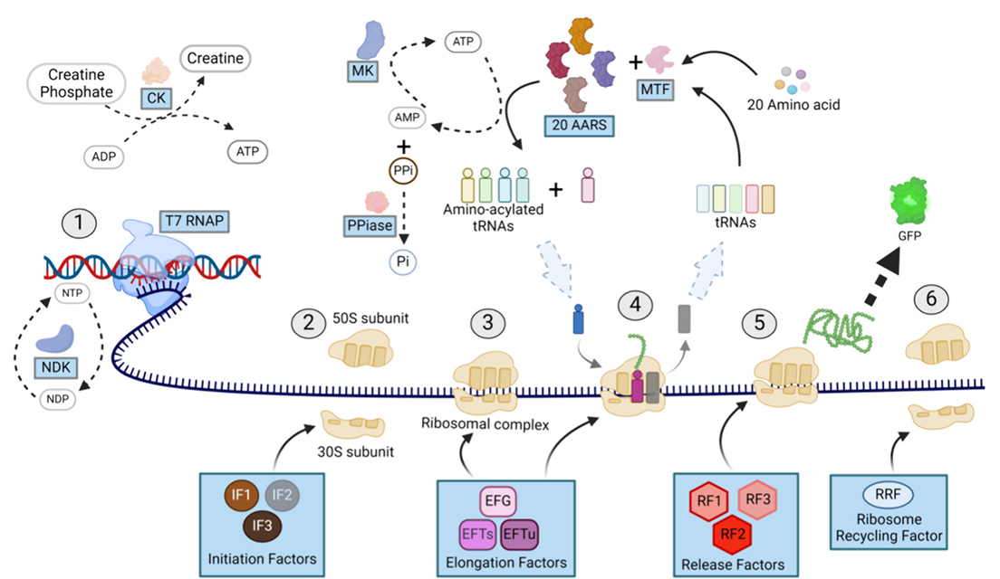 Creatine
Phosphate
CK
Creatine
ADP
ATP
MK
ATP
AMP
+
PPi
PPiase
Pi
20 AARS
+
MTF
20 Amino acid
Amino-acylated
tRNAs
+
tRNAs
GFP
1
T7 RNAP
NTP
NDK
NDP
2
50S subunit
30S subunit
3
Ribosomal complex
4
5
6
IF1
IF2
IF3
Initiation Factors
EFG
EFTs
EFTu
Elongation Factors
RF1
RF3
RF2
Release Factors
RRF
Ribosome
Recycling Factor